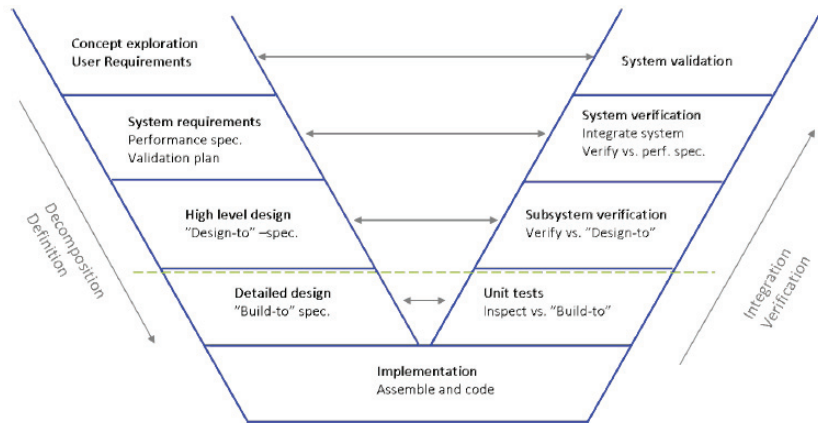 Concept exploration
User Requirements
System validation
System requirements
Performance spec.
Validation plan
System verification
Integrate system
Verify vs. perf. spec.
High level design
”Design-to” –spec.
Subsystem verification
Verify vs. ”Design-to”
Detailed design
”Build-to” spec.
Unit tests
Inspect vs. ”Build-to”
Implementation
Assemble and code
Decomposition
Definition
Integration
Verification